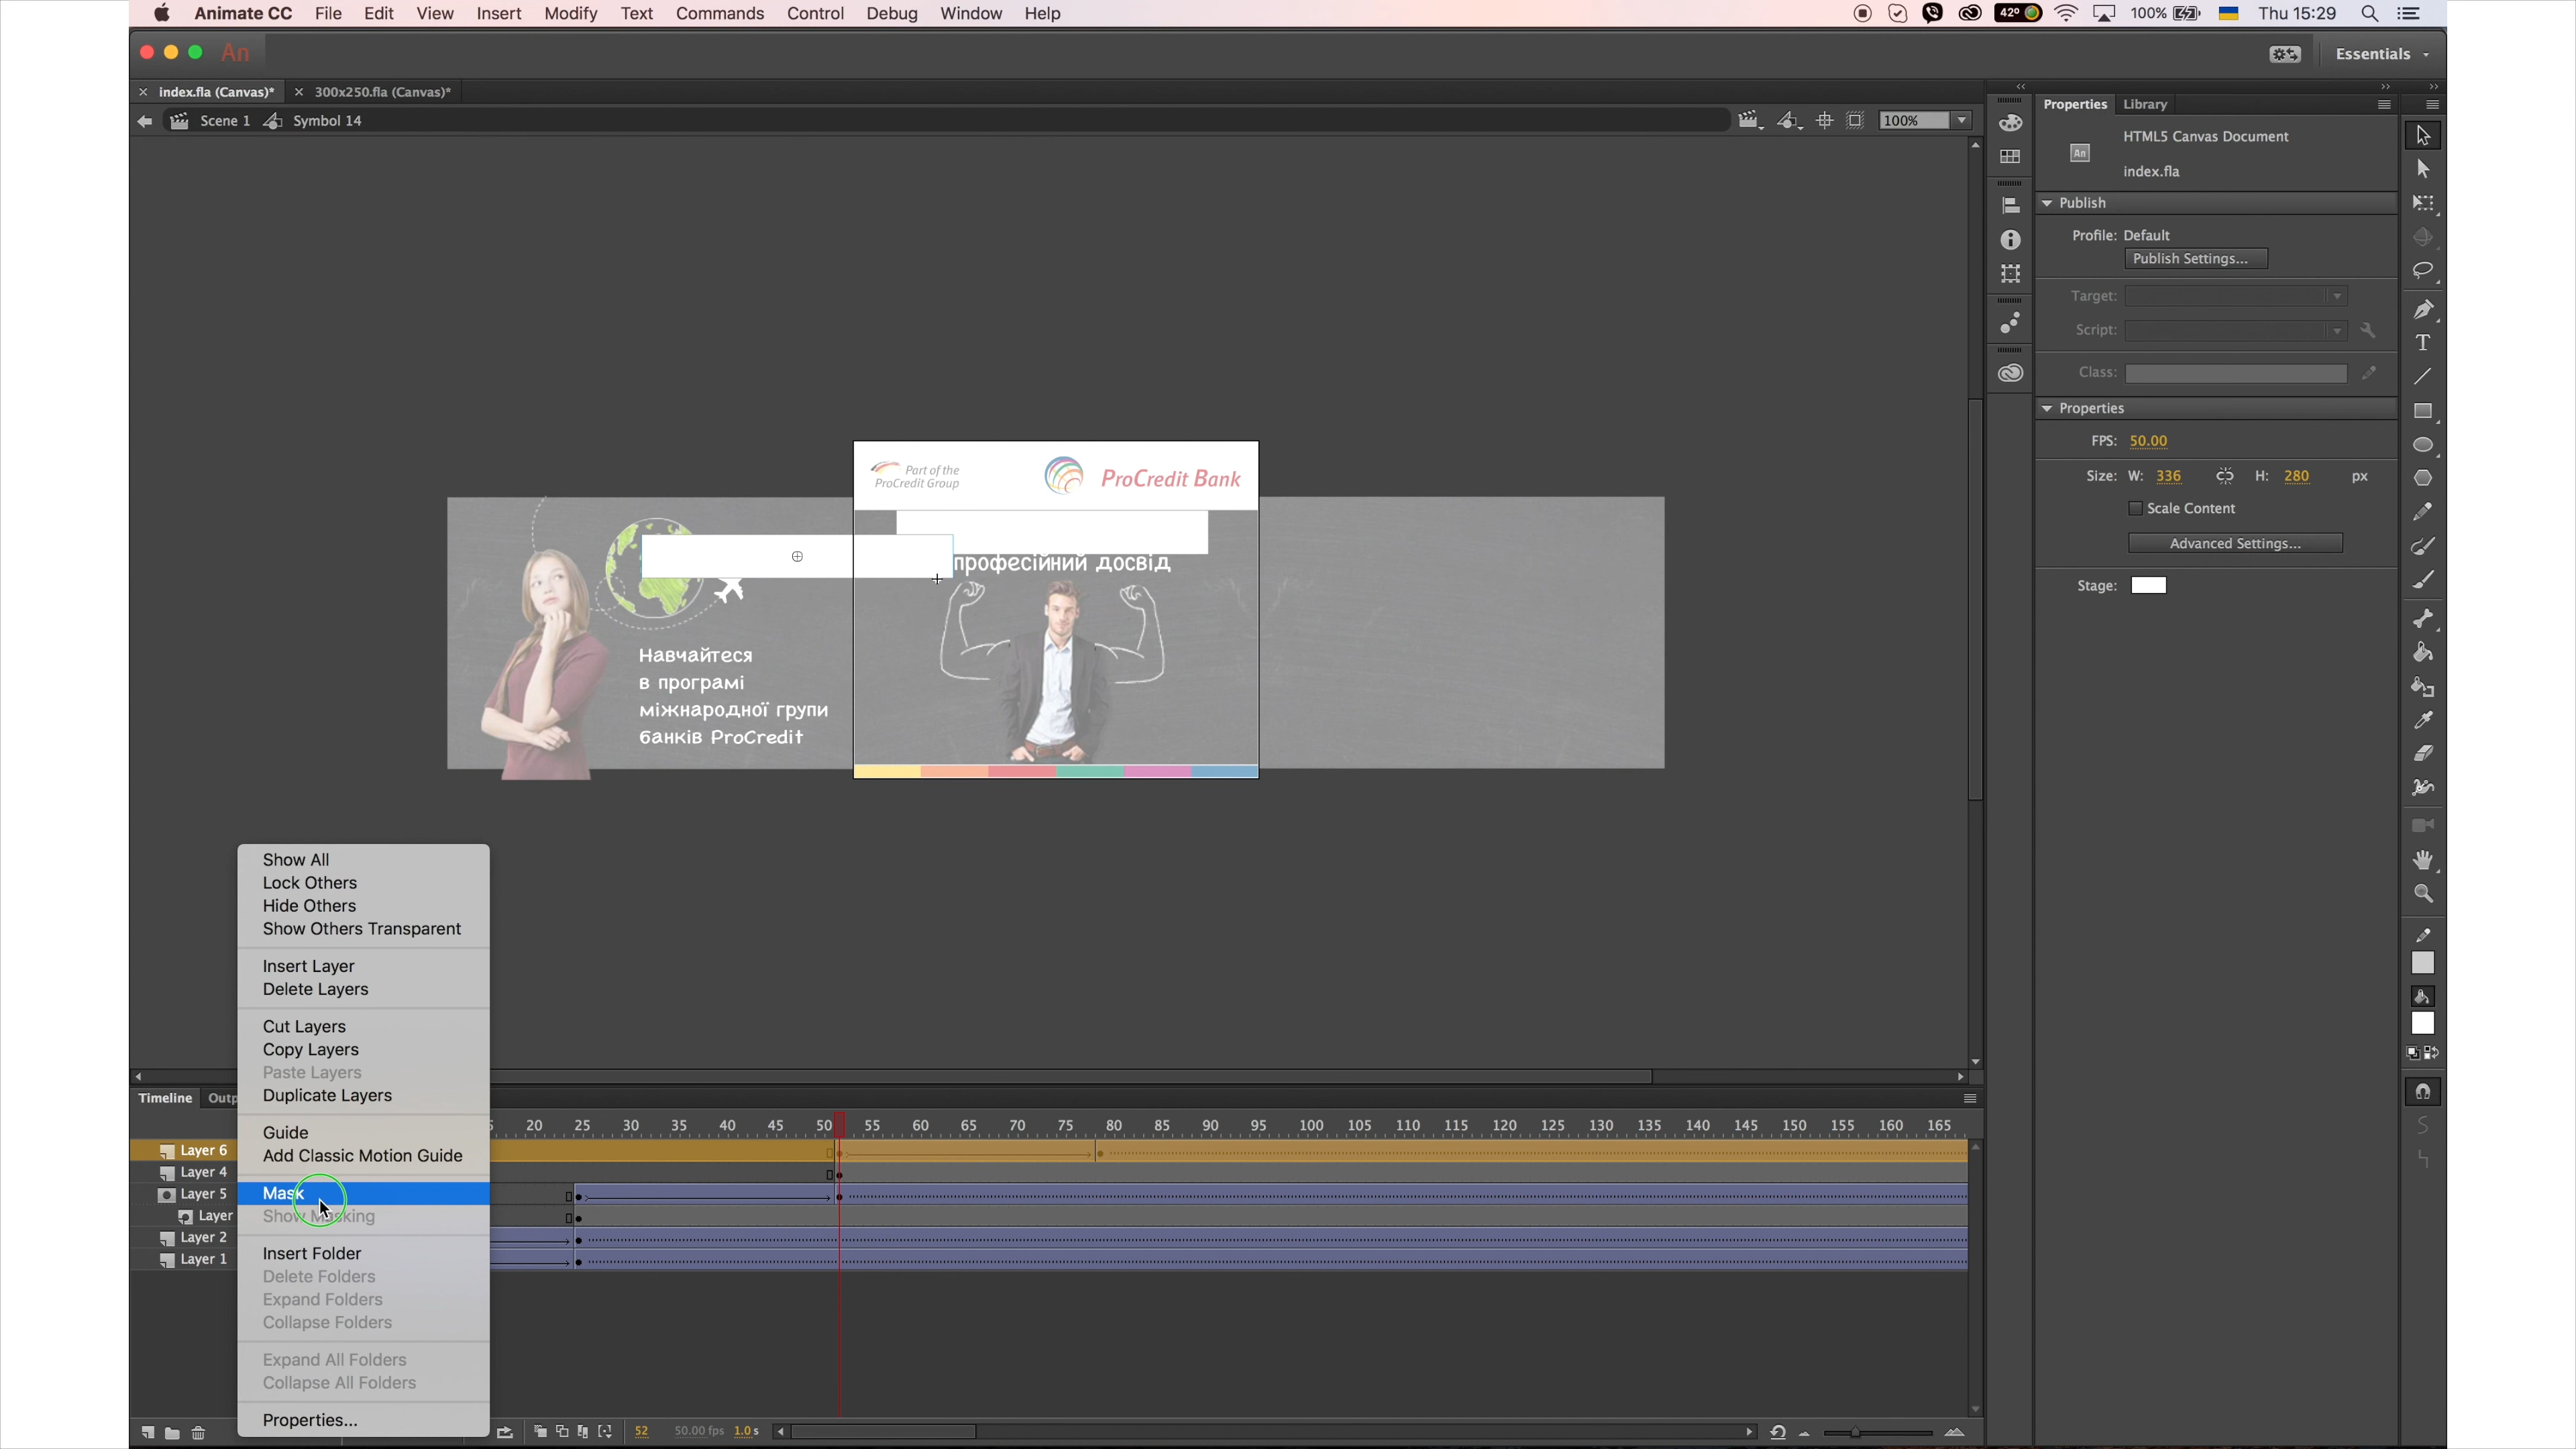 Animate CC File Edit View Insert Modify Text Commands Control Debug Window Help
42° 100% Thu 15:29
An Essentials
index.fla (Canvas)* 300x250.fla (Canvas)*
Scene 1 Symbol 14 100%
Properties Library
HTML5 Canvas Document
An
index.fla
Publish
Profile: Default
Publish Settings...
Target:
Script:
Class:
Properties
FPS: 50.00
Size: W: 336 H: 280 px
Scale Content
Advanced Settings...
Stage:
Part of the
ProCredit Group
ProCredit Bank
професійний досвід
Навчайтеся
в програмі
міжнародної групи
банків ProCredit
Show All
Lock Others
Hide Others
Show Others Transparent
Insert Layer
Delete Layers
Cut Layers
Copy Layers
Paste Layers
Duplicate Layers
Guide
Add Classic Motion Guide
Mask
Show Masking
Insert Folder
Delete Folders
Expand Folders
Collapse Folders
Expand All Folders
Collapse All Folders
Properties...
Timeline Outp
20 25 30 35 40 45 50 55 60 65 70 75 80 85 90 95 100 105 110 115 120 125 130 135 140 145 150 155 160 165
Layer 6
Layer 4
Layer 5
Layer
Layer 2
Layer 1
52 50.00 fps 1.0 s